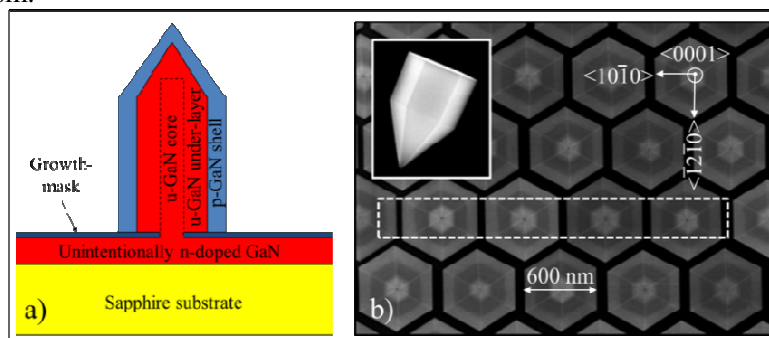 om.
Growth-
mask
u-GaN core
u-GaN under-layer
p-GaN shell
Unintentionally n-doped GaN
Sapphire substrate
a)
<0001>
<101̅0>
<1̅21̅0>
600 nm
b)